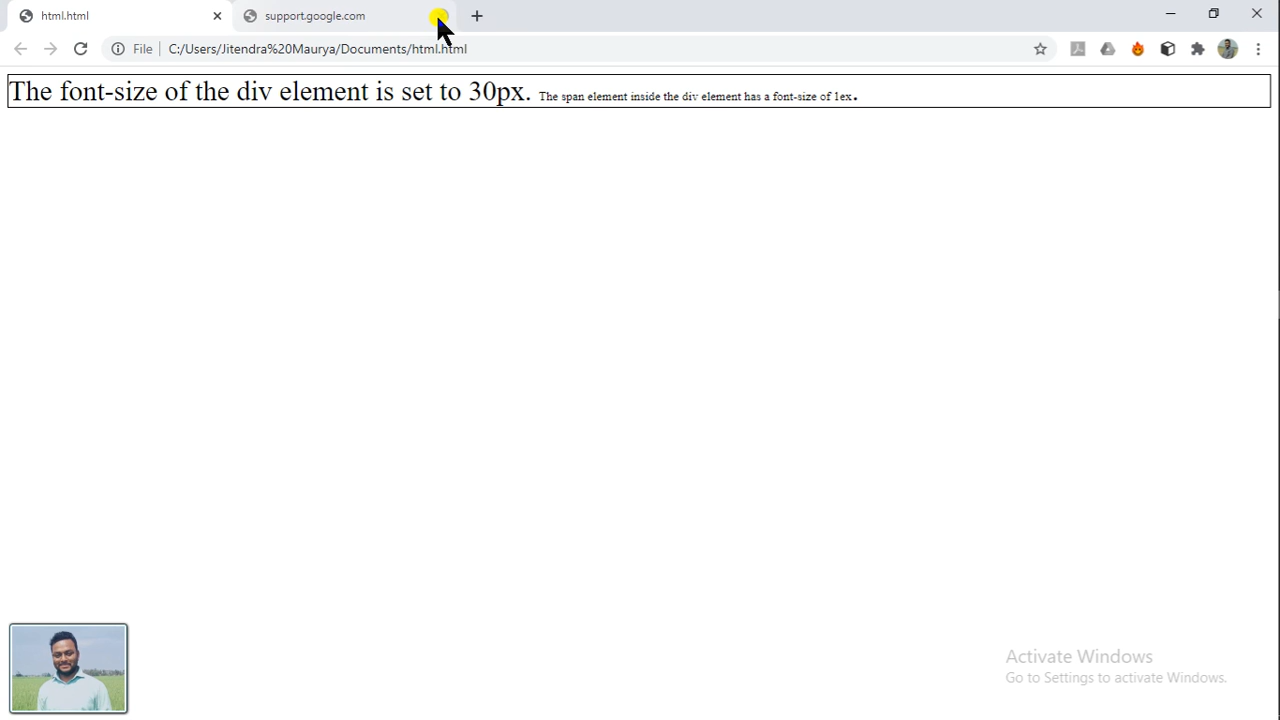 html.html
support.google.com
File
C:/Users/Jitendra%20Maurya/Documents/html.html
The font-size of the div element is set to 30px. The span element inside the div element has a font-size of 1ex.
Activate Windows
Go to Settings to activate Windows.